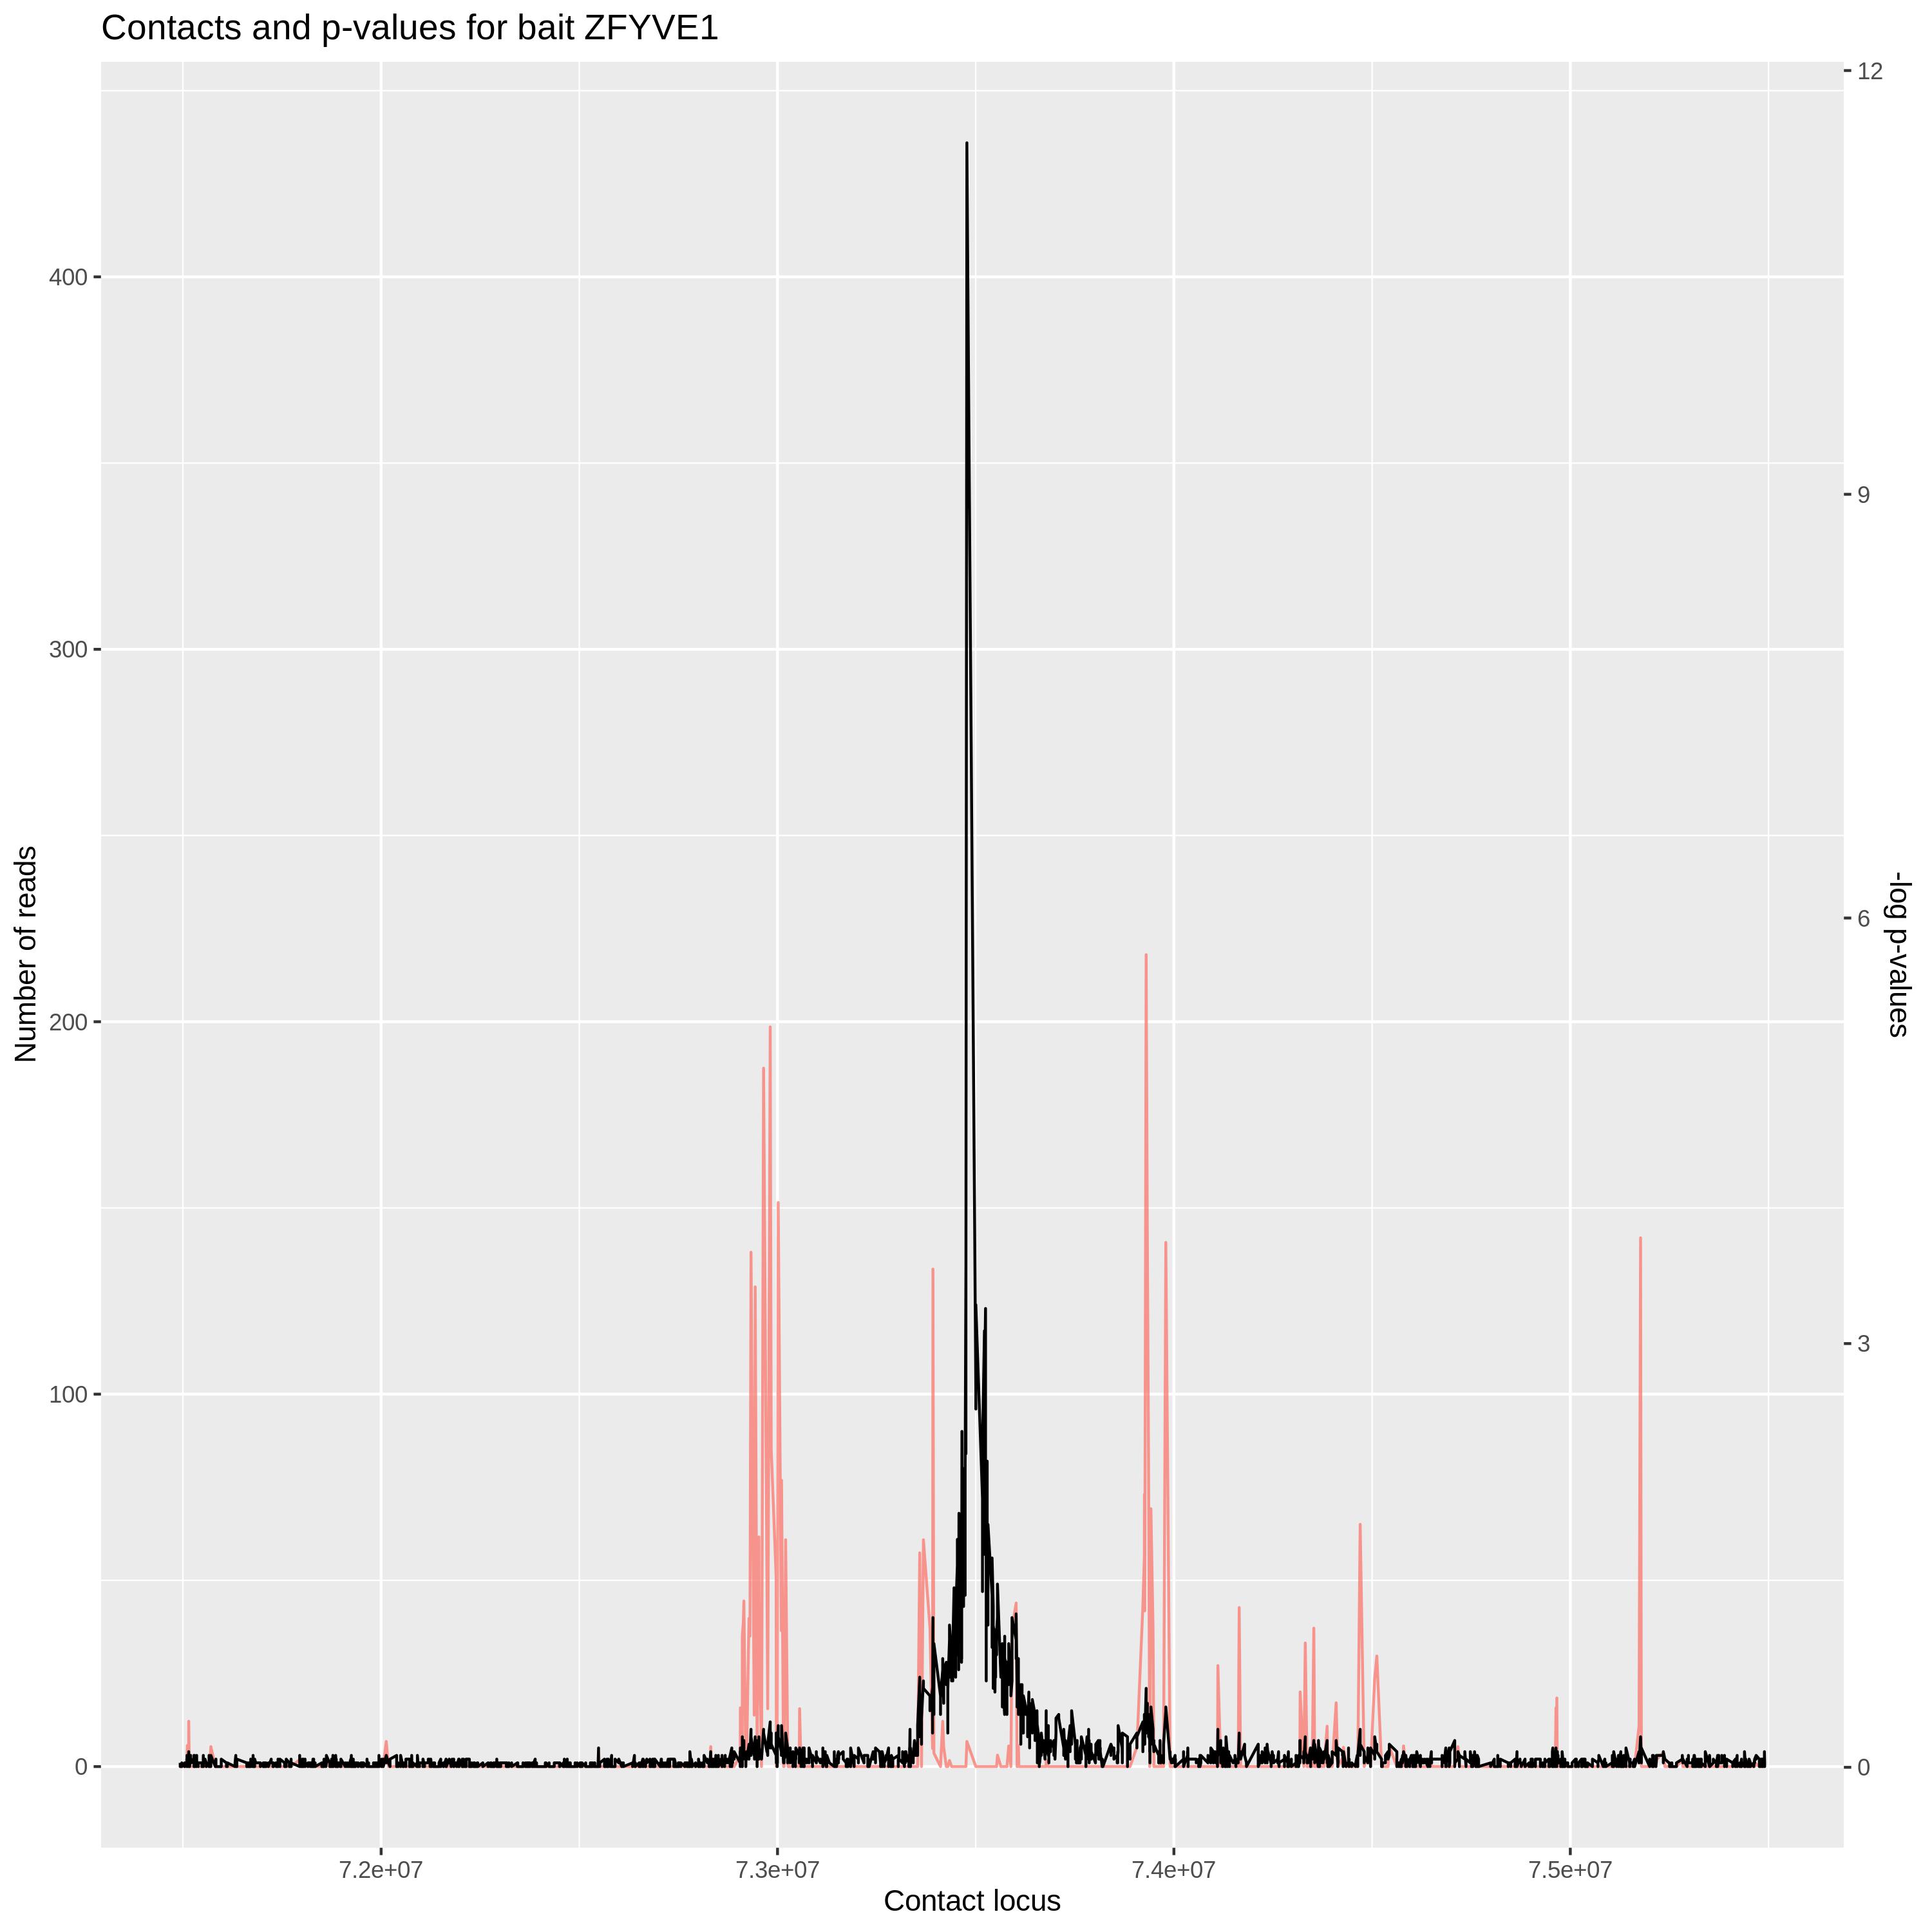 Contacts and p-values for bait ZFYVE1
12
400
9
300
Number of reads
6
-log p-values
200
100
3
0
0
7.2e+07
7.3e+07
7.4e+07
7.5e+07
Contact locus